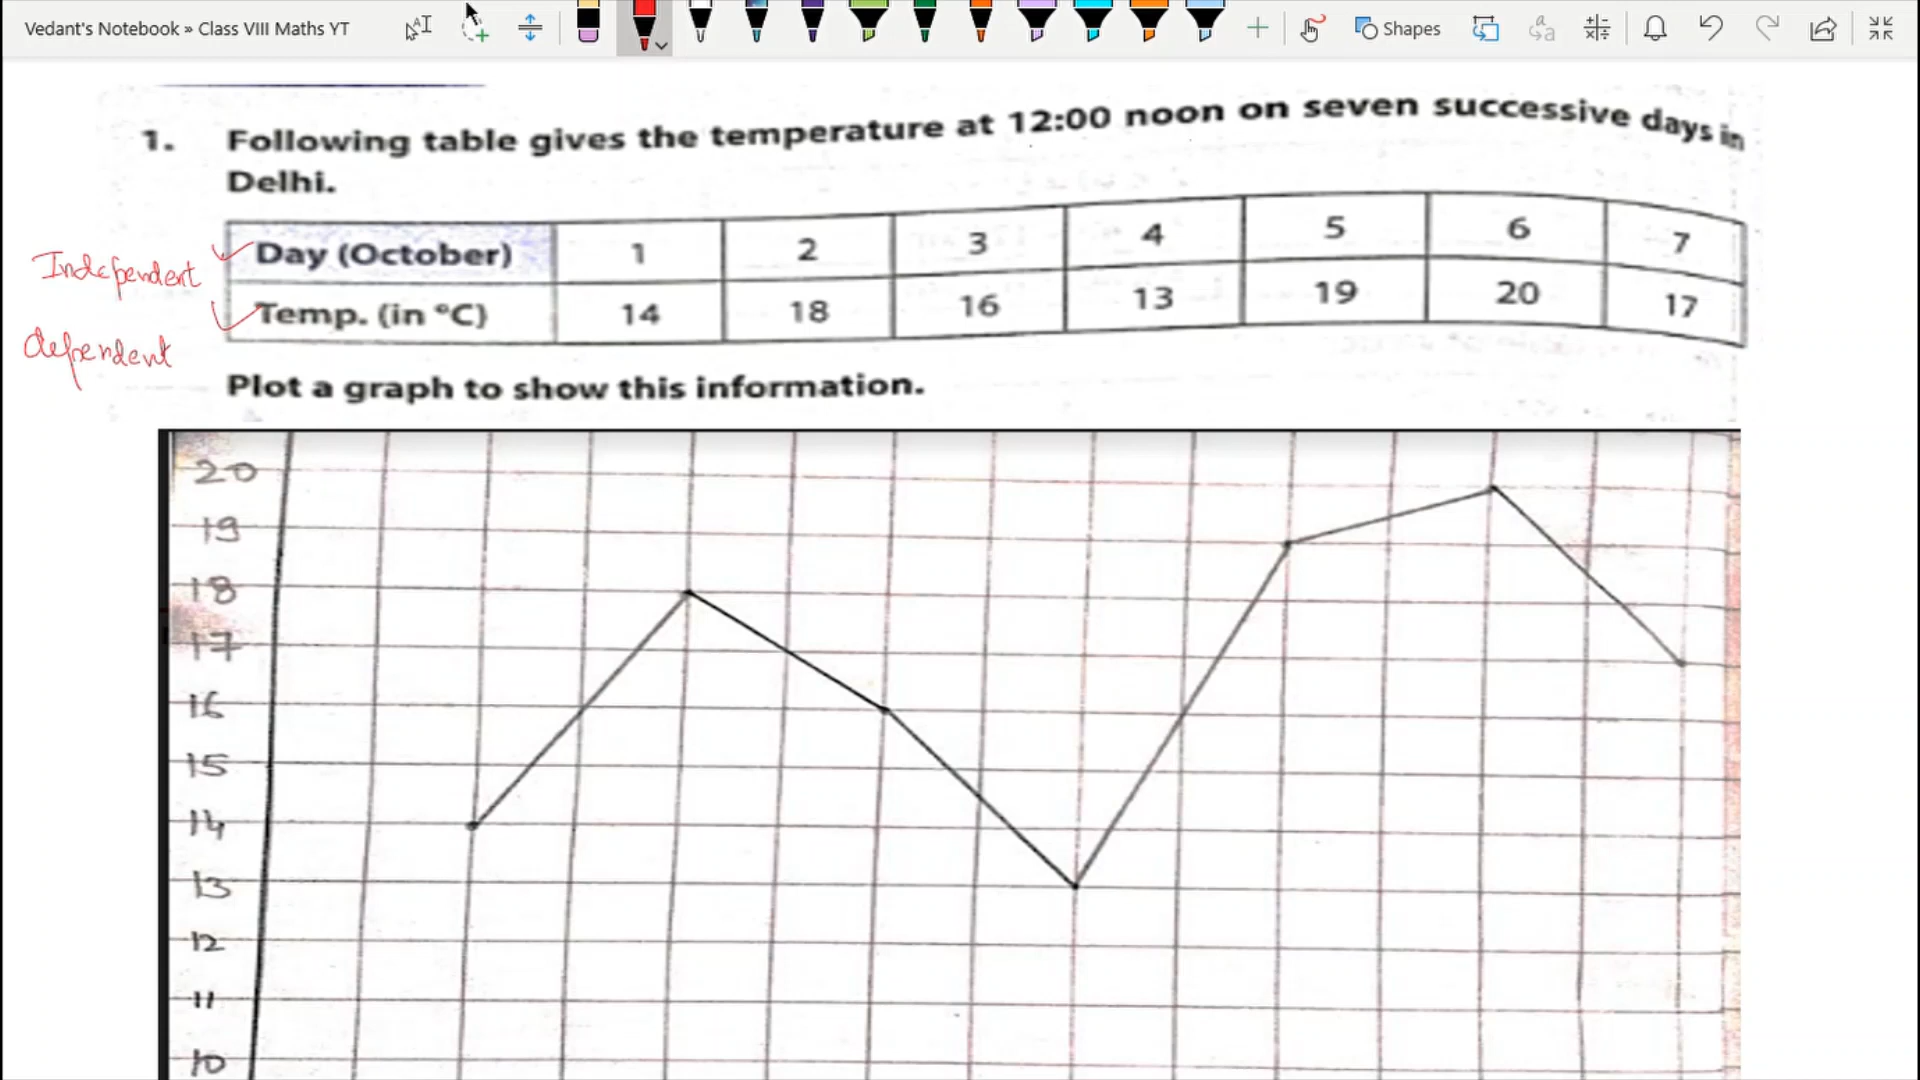 Vedant's Notebook » Class VIII Maths YT
Shapes
1. Following table gives the temperature at 12:00 noon on seven successive days in
Delhi.
Day (October) 1 2 3 4 5 6 7
Independent
Temp. (in °C) 14 18 16 13 19 20 17
dependent
Plot a graph to show this information.
20
19
18
17
16
15
14
13
12
11
10